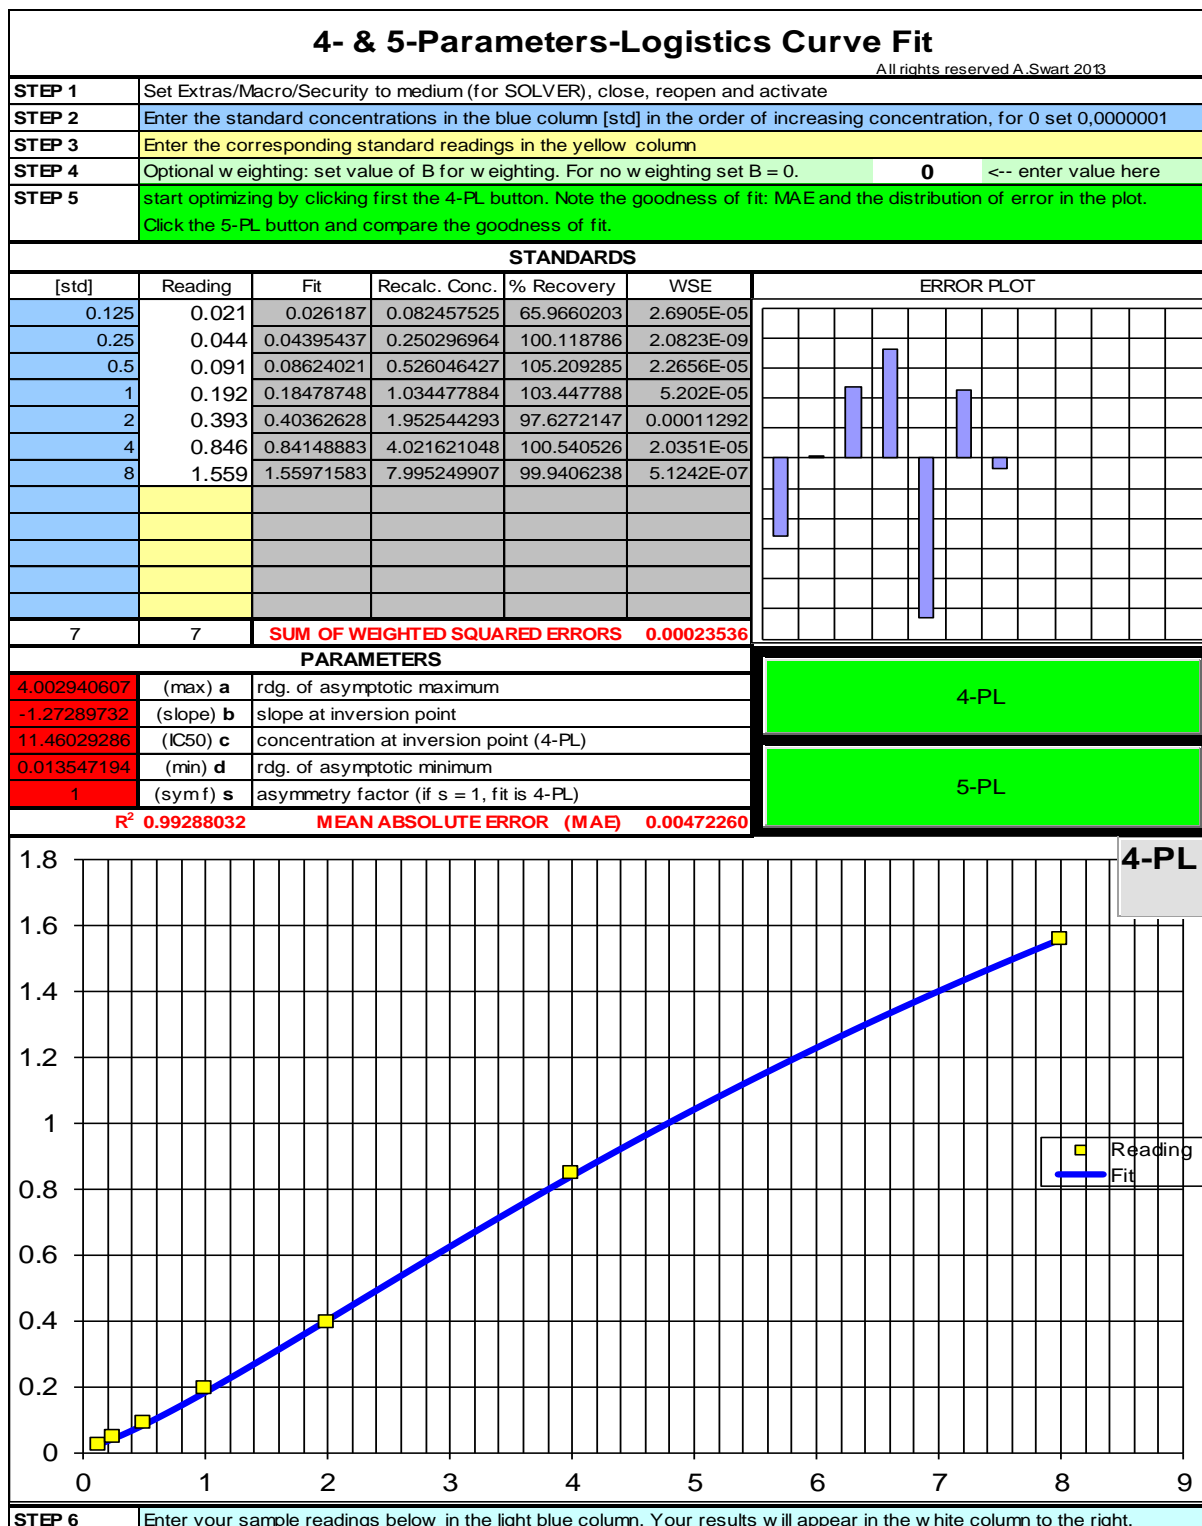 4- & 5-Parameters-Logistics Curve Fit
All rights reserved A.Swart 2013
STEP 1 Set Extras/Macro/Security to medium (for SOLVER), close, reopen and activate
STEP 2 Enter the standard concentrations in the blue column [std] in the order of increasing concentration, for 0 set 0,0000001
STEP 3 Enter the corresponding standard readings in the yellow column
STEP 4 Optional weighting: set value of B for weighting. For no weighting set B = 0. 0 <-- enter value here
STEP 5 start optimizing by clicking first the 4-PL button. Note the goodness of fit: MAE and the distribution of error in the plot.
Click the 5-PL button and compare the goodness of fit.
STANDARDS
[std] Reading Fit Recalc. Conc. % Recovery WSE ERROR PLOT
0.125 0.021 0.026187 0.082457525 65.9660203 2.6905E-05
0.25 0.044 0.04395437 0.250296964 100.118786 2.0823E-09
0.5 0.091 0.08624021 0.526046427 105.209285 2.2656E-05
1 0.192 0.18478748 1.034477884 103.447788 5.202E-05
2 0.393 0.40362628 1.952544293 97.6272147 0.00011292
4 0.846 0.84148883 4.021621048 100.540526 2.0351E-05
8 1.559 1.55971583 7.995249907 99.9406238 5.1242E-07
7 7 SUM OF WEIGHTED SQUARED ERRORS 0.00023536
PARAMETERS
4.002940607 (max) a rdg. of asymptotic maximum
-1.27289732 (slope) b slope at inversion point
11.46029286 (IC50) c concentration at inversion point (4-PL)
0.013547194 (min) d rdg. of asymptotic minimum
1 (symf) s asymmetry factor (if s = 1, fit is 4-PL)
R² 0.99288032 MEAN ABSOLUTE ERROR (MAE) 0.00472260
4-PL
5-PL
4-PL
1.8
1.6
1.4
1.2
1
0.8
0.6
0.4
0.2
0
Reading
Fit
0 1 2 3 4 5 6 7 8 9
STEP 6 Enter your sample readings below in the light blue column. Your results will appear in the white column to the right.